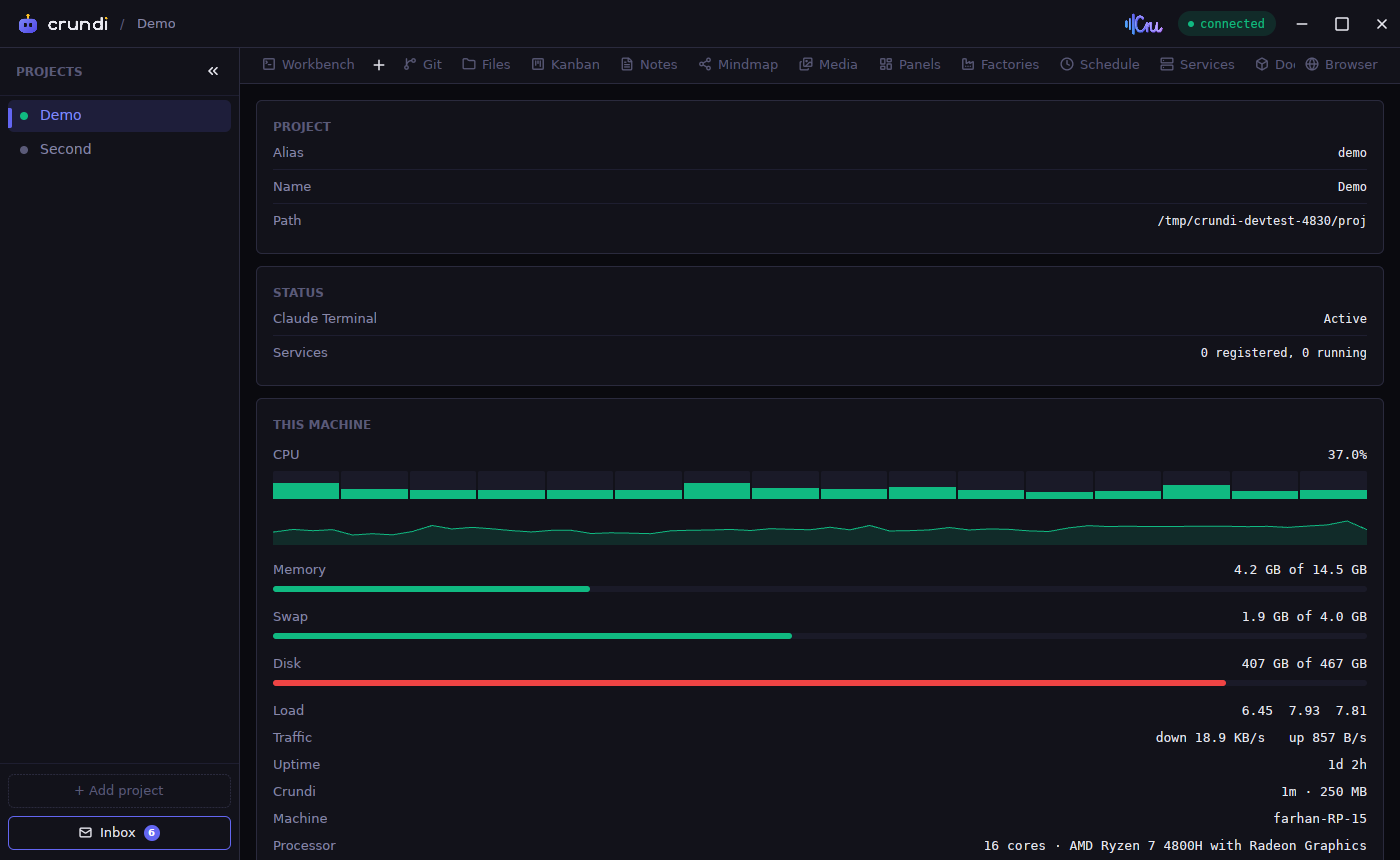 crundi / Demo
Cru
connected
PROJECTS
Workbench
Git
Files
Kanban
Notes
Mindmap
Media
Panels
Factories
Schedule
Services
Browser
Demo
Second
PROJECT
Alias demo
Name Demo
Path /tmp/crundi-devtest-4830/proj
STATUS
Claude Terminal Active
Services 0 registered, 0 running
THIS MACHINE
CPU 37.0%
Memory 4.2 GB of 14.5 GB
Swap 1.9 GB of 4.0 GB
Disk 407 GB of 467 GB
Load 6.45 7.93 7.81
Traffic down 18.9 KB/s up 857 B/s
Uptime 1d 2h
Crundi 1m · 250 MB
Machine farhan-RP-15
Processor 16 cores · AMD Ryzen 7 4800H with Radeon Graphics
+ Add project
Inbox 6